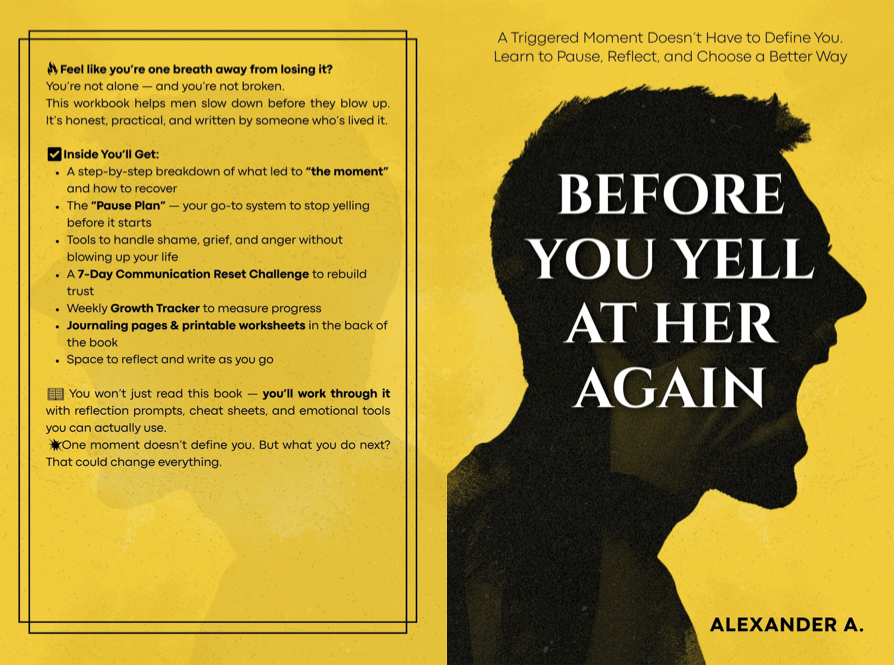 Feel like you're one breath away from losing it?
You're not alone — and you're not broken.
This workbook helps men slow down before they blow up.
It's honest, practical, and written by someone who's lived it.
Inside You'll Get:
• A step-by-step breakdown of what led to "the moment"
and how to recover
• The "Pause Plan" — your go-to system to stop yelling
before it starts
• Tools to handle shame, grief, and anger without
blowing up your life
• A 7-Day Communication Reset Challenge to rebuild
trust
• Weekly Growth Tracker to measure progress
• Journaling pages & printable worksheets in the back of
the book
• Space to reflect and write as you go
You won't just read this book — you'll work through it
with reflection prompts, cheat sheets, and emotional tools
you can actually use.
One moment doesn't define you. But what you do next?
That could change everything.
A Triggered Moment Doesn't Have to Define You.
Learn to Pause, Reflect, and Choose a Better Way
BEFORE
YOU YELL
AT HER
AGAIN
ALEXANDER A.